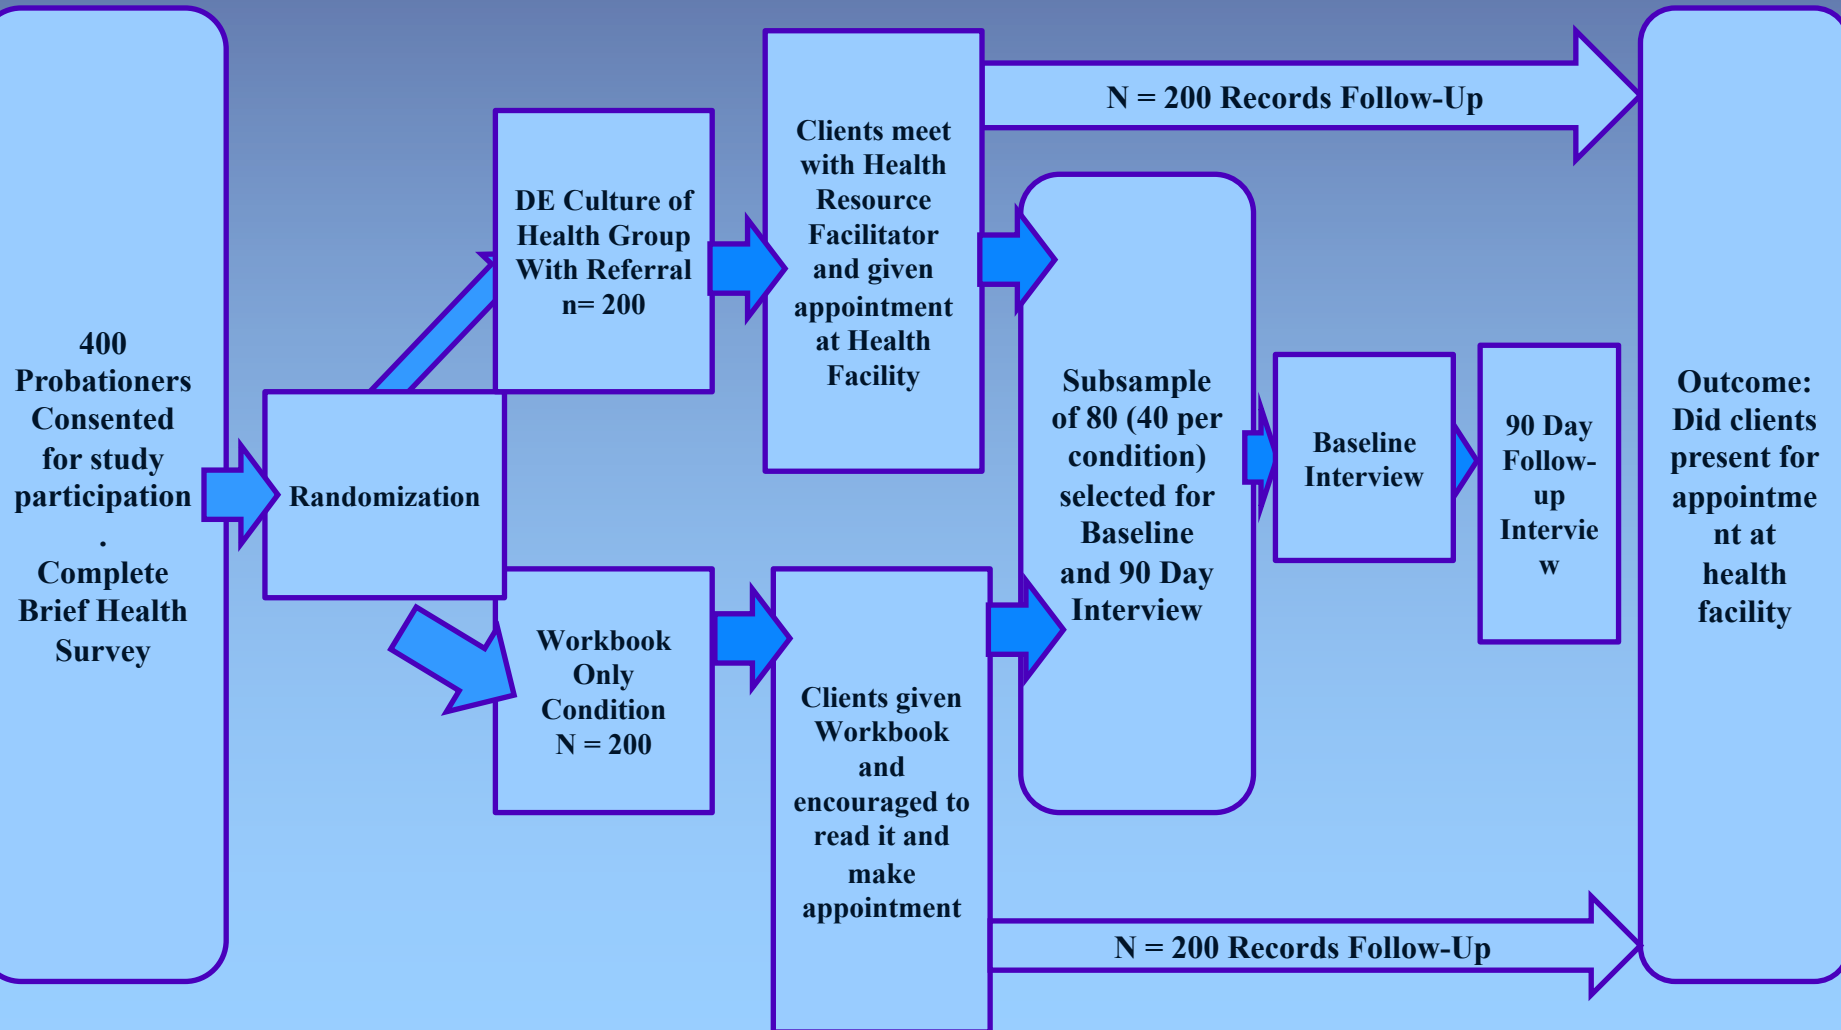 400
Probationers
Consented
for study
participation
.
Complete
Brief Health
Survey
Randomization
DE Culture of
Health Group
With Referral
n= 200
Workbook
Only
Condition
N = 200
Clients meet
with Health
Resource
Facilitator
and given
appointment
at Health
Facility
Clients given
Workbook
and
encouraged to
read it and
make
appointment
N = 200 Records Follow-Up
Subsample
of 80 (40 per
condition)
selected for
Baseline
and 90 Day
Interview
Baseline
Interview
90 Day
Follow-
up
Intervie
w
N = 200 Records Follow-Up
Outcome:
Did clients
present for
appointme
nt at
health
facility